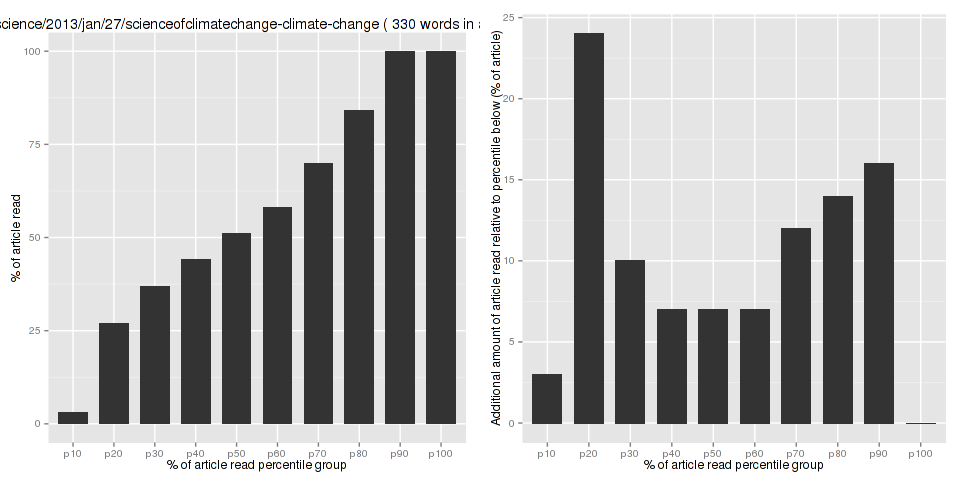 science/2013/jan/27/scienceofclimatechange-climate-change ( 330 words in
% of article read
100
75
50
25
0
p10 p20 p30 p40 p50 p60 p70 p80 p90 p100
% of article read percentile group
Additional amount of article read relative to percentile below (% of article)
25
20
15
10
5
0
p10 p20 p30 p40 p50 p60 p70 p80 p90 p100
% of article read percentile group